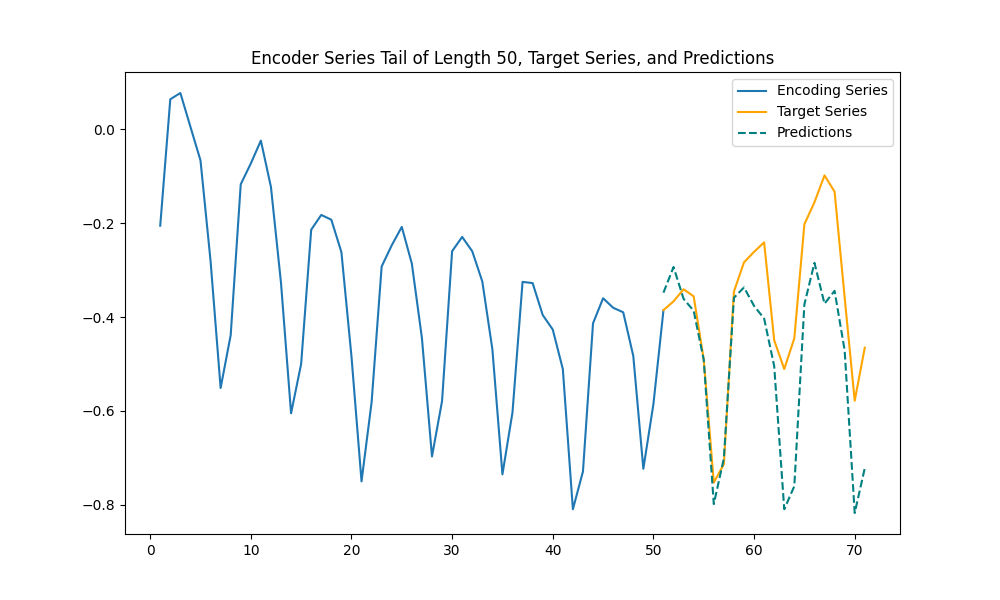 Encoder Series Tail of Length 50, Target Series, and Predictions
Encoding Series
Target Series
Predictions
0.0
−0.2
−0.4
−0.6
−0.8
0 10 20 30 40 50 60 70